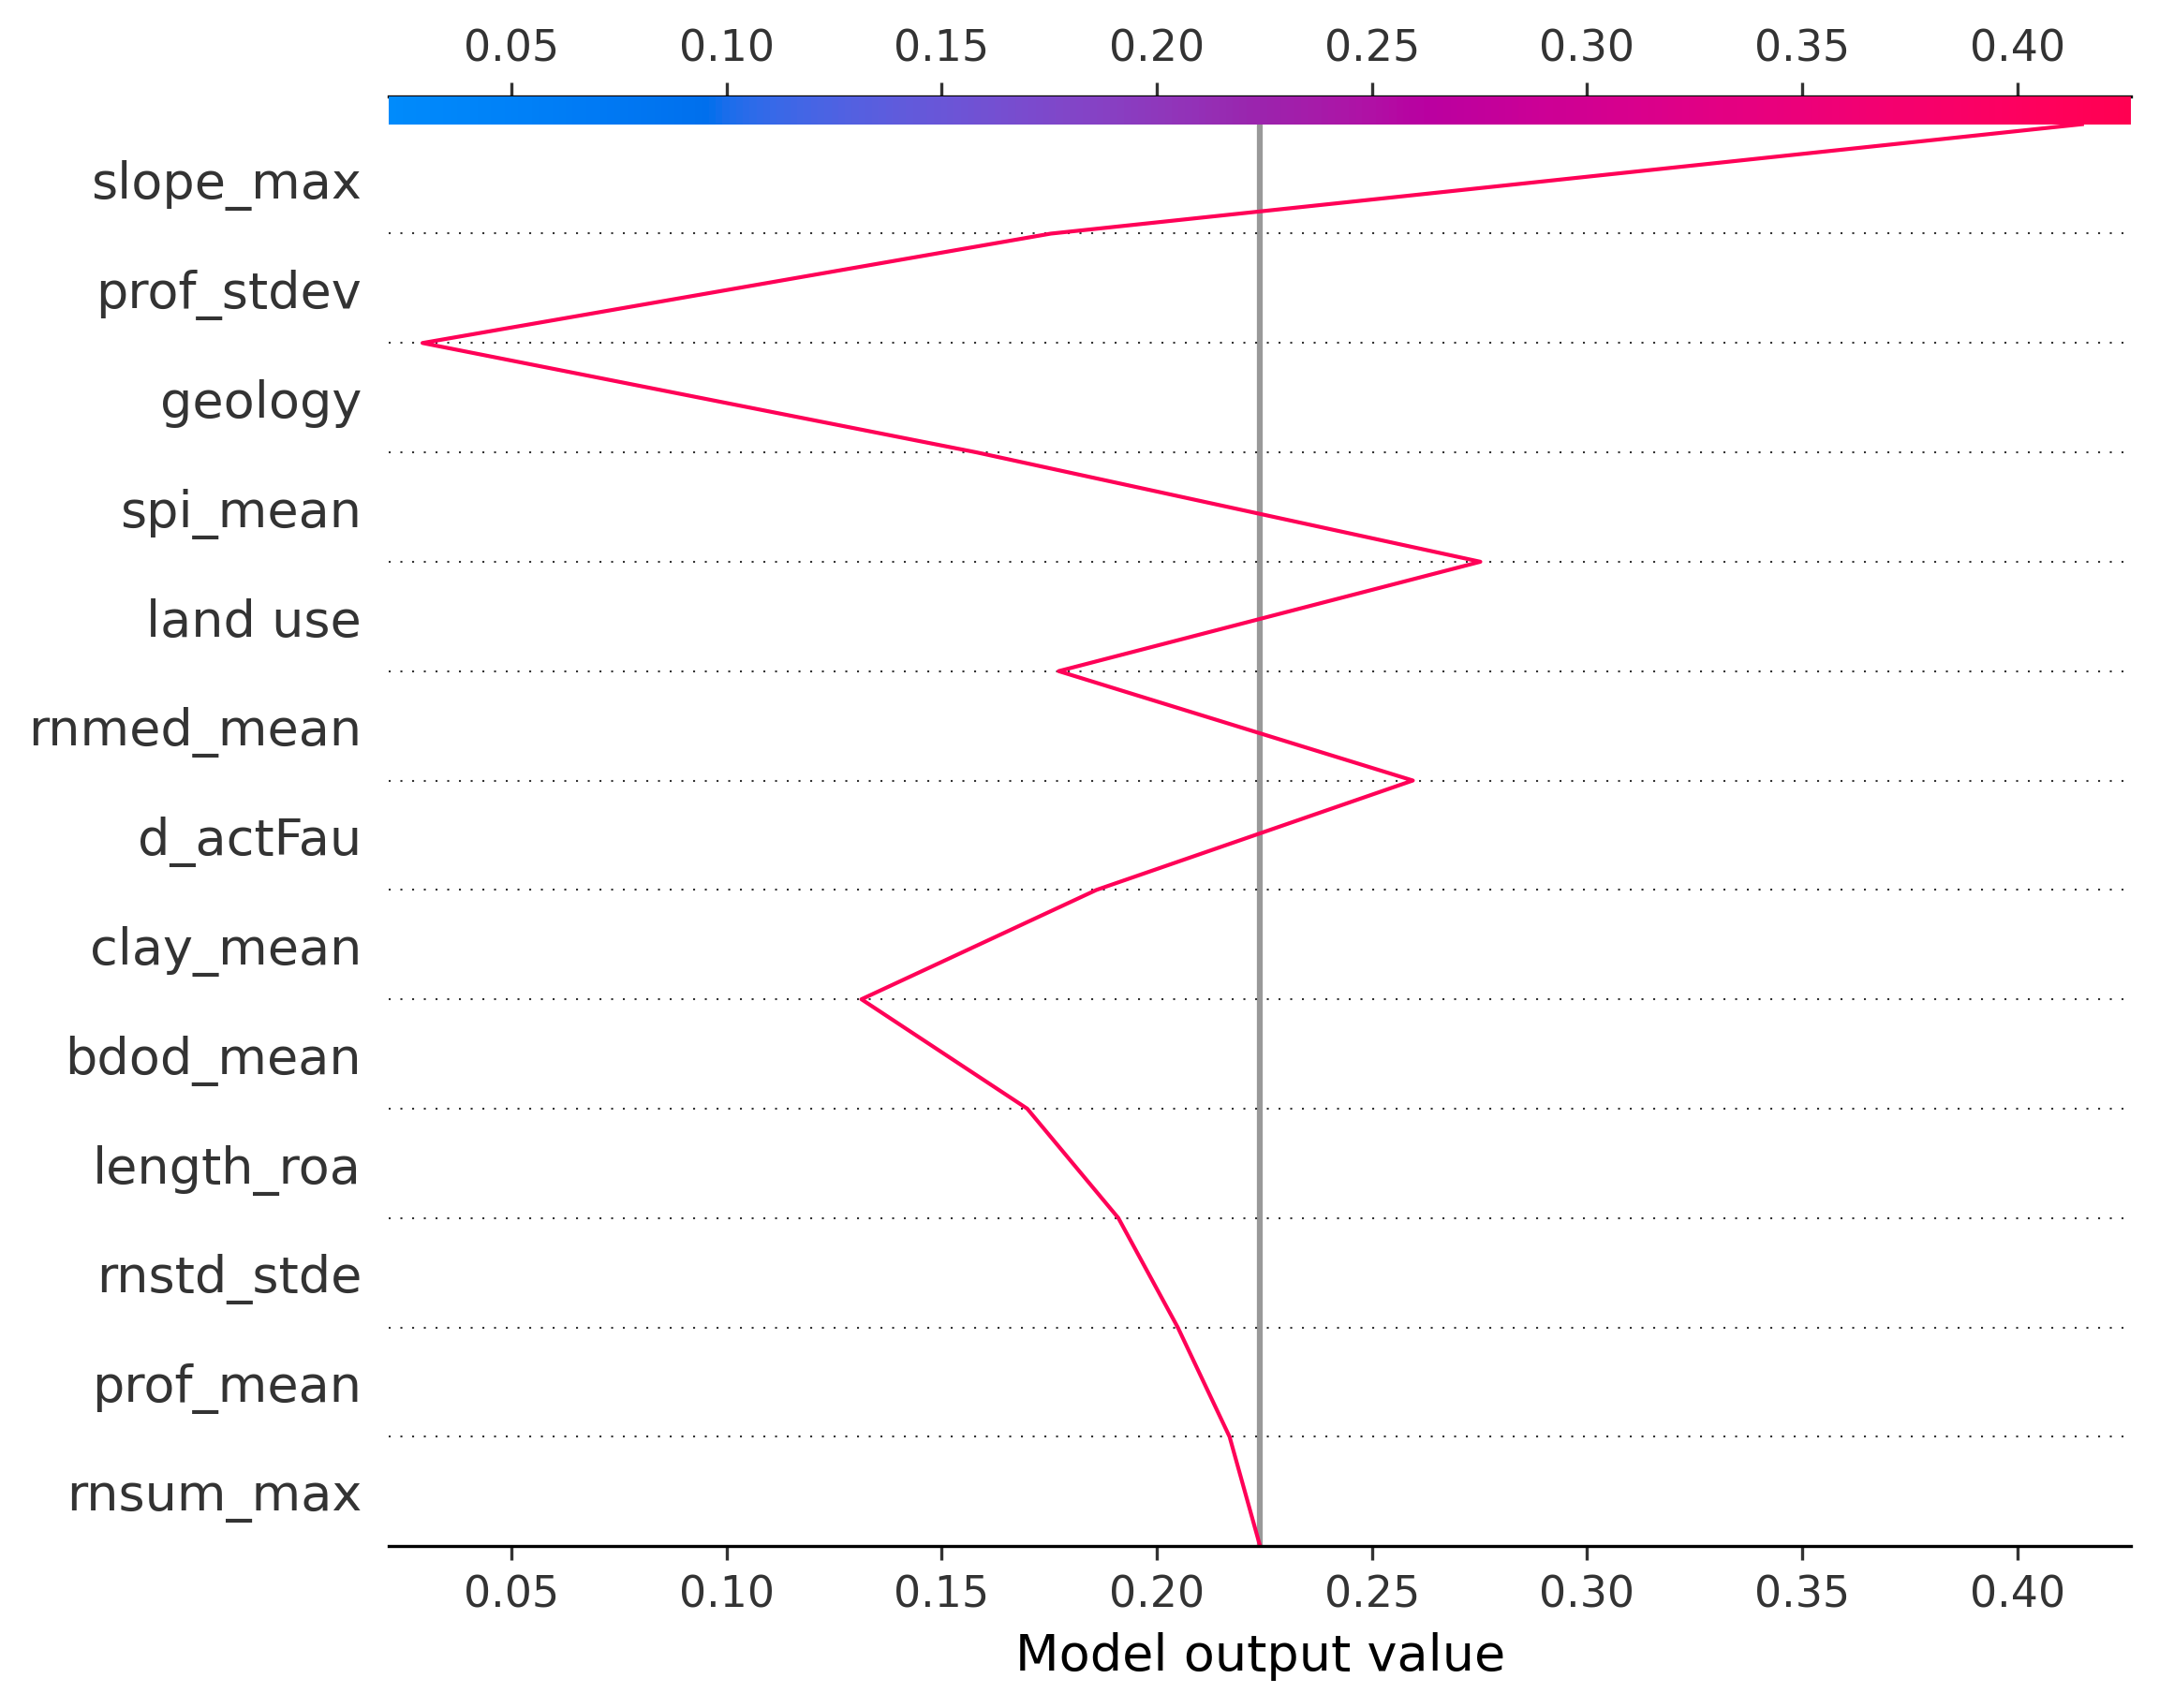 0.05 0.10 0.15 0.20 0.25 0.30 0.35 0.40
slope_max
prof_stdev
geology
spi_mean
land use
rnmed_mean
d_actFau
clay_mean
bdod_mean
length_roa
rnstd_stde
prof_mean
rnsum_max
0.05 0.10 0.15 0.20 0.25 0.30 0.35 0.40
Model output value